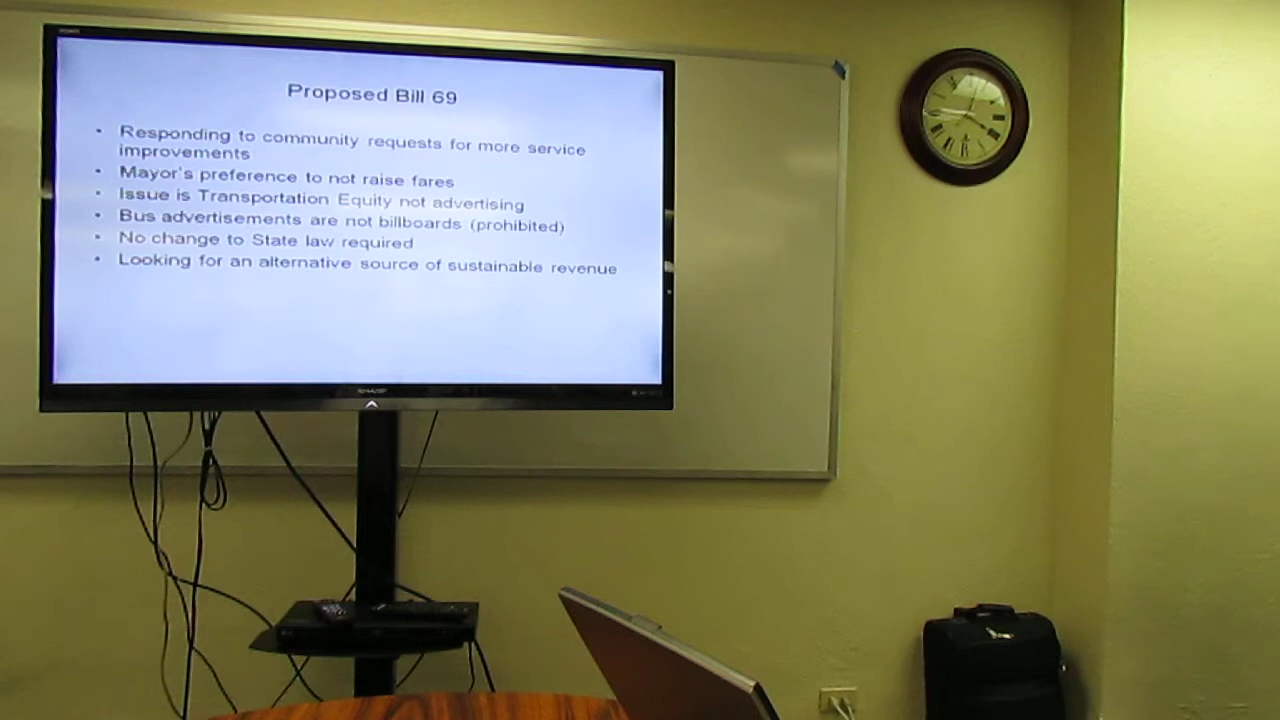 Proposed Bill 69
• Responding to community requests for more service
improvements
• Mayor's preference to not raise fares
• Issue is Transportation Equity not advertising
• Bus advertisements are not billboards (prohibited)
• No change to State law required
• Looking for an alternative source of sustainable revenue
SHARP